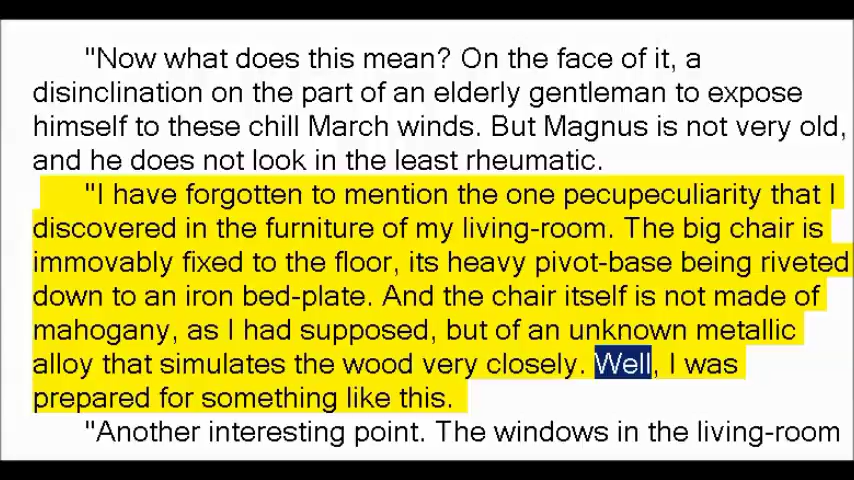 "Now what does this mean? On the face of it, a
disinclination on the part of an elderly gentleman to expose
himself to these chill March winds. But Magnus is not very old,
and he does not look in the least rheumatic.
"I have forgotten to mention the one pecupeculiarity that I
discovered in the furniture of my living-room. The big chair is
immovably fixed to the floor, its heavy pivot-base being riveted
down to an iron bed-plate. And the chair itself is not made of
mahogany, as I had supposed, but of an unknown metallic
alloy that simulates the wood very closely. Well, I was
prepared for something like this.
"Another interesting point. The windows in the living-room